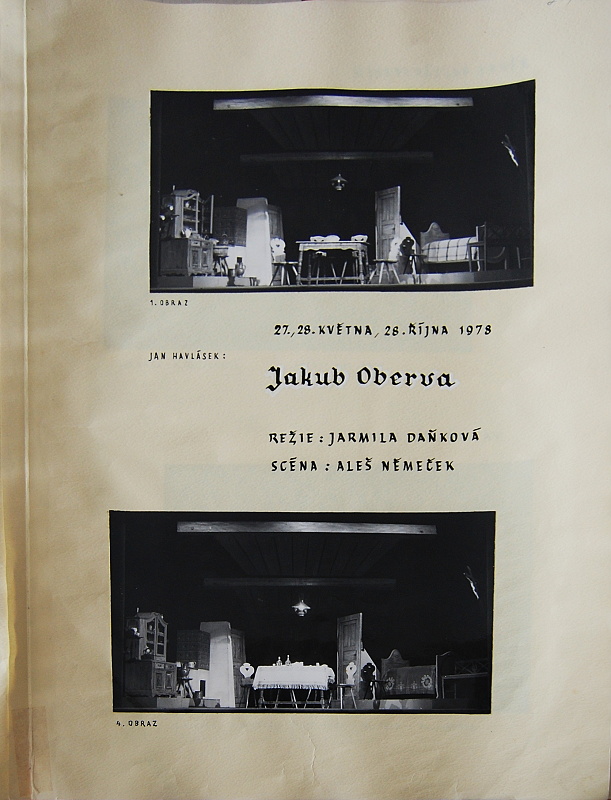 1. OBRAZ
27., 28. KVĚTNA, 28. ŘÍJNA 1978
JAN HAVLÁSEK:
Jakub Oberva
REŽIE: JARMILA DAŇKOVÁ
SCÉNA: ALEŠ NĚMEČEK
4. OBRAZ